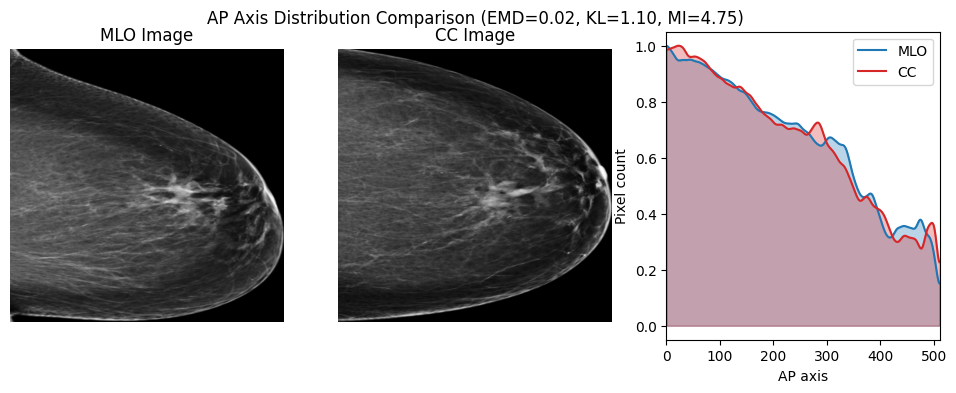 AP Axis Distribution Comparison (EMD=0.02, KL=1.10, MI=4.75)
MLO Image
CC Image
MLO
CC
Pixel count
1.0
0.8
0.6
0.4
0.2
0.0
0 100 200 300 400 500
AP axis